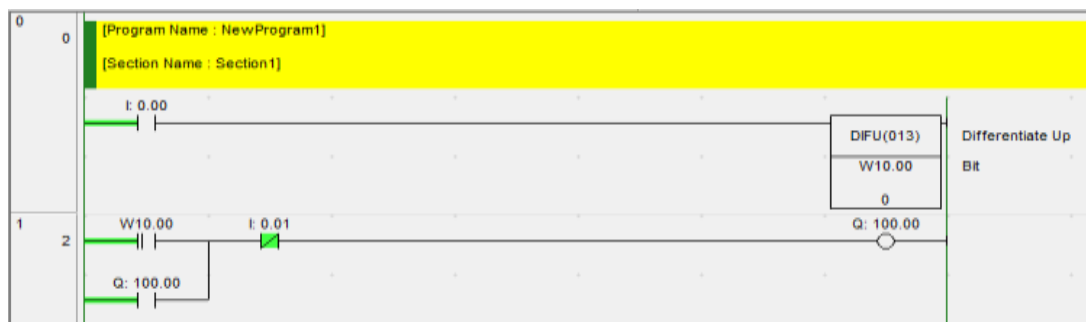 0
0
[Program Name : NewProgram1]
[Section Name : Section1]
I: 0.00
DIFU(013)
Differentiate Up
W10.00
Bit
0
1
2
W10.00
I: 0.01
Q: 100.00
Q: 100.00